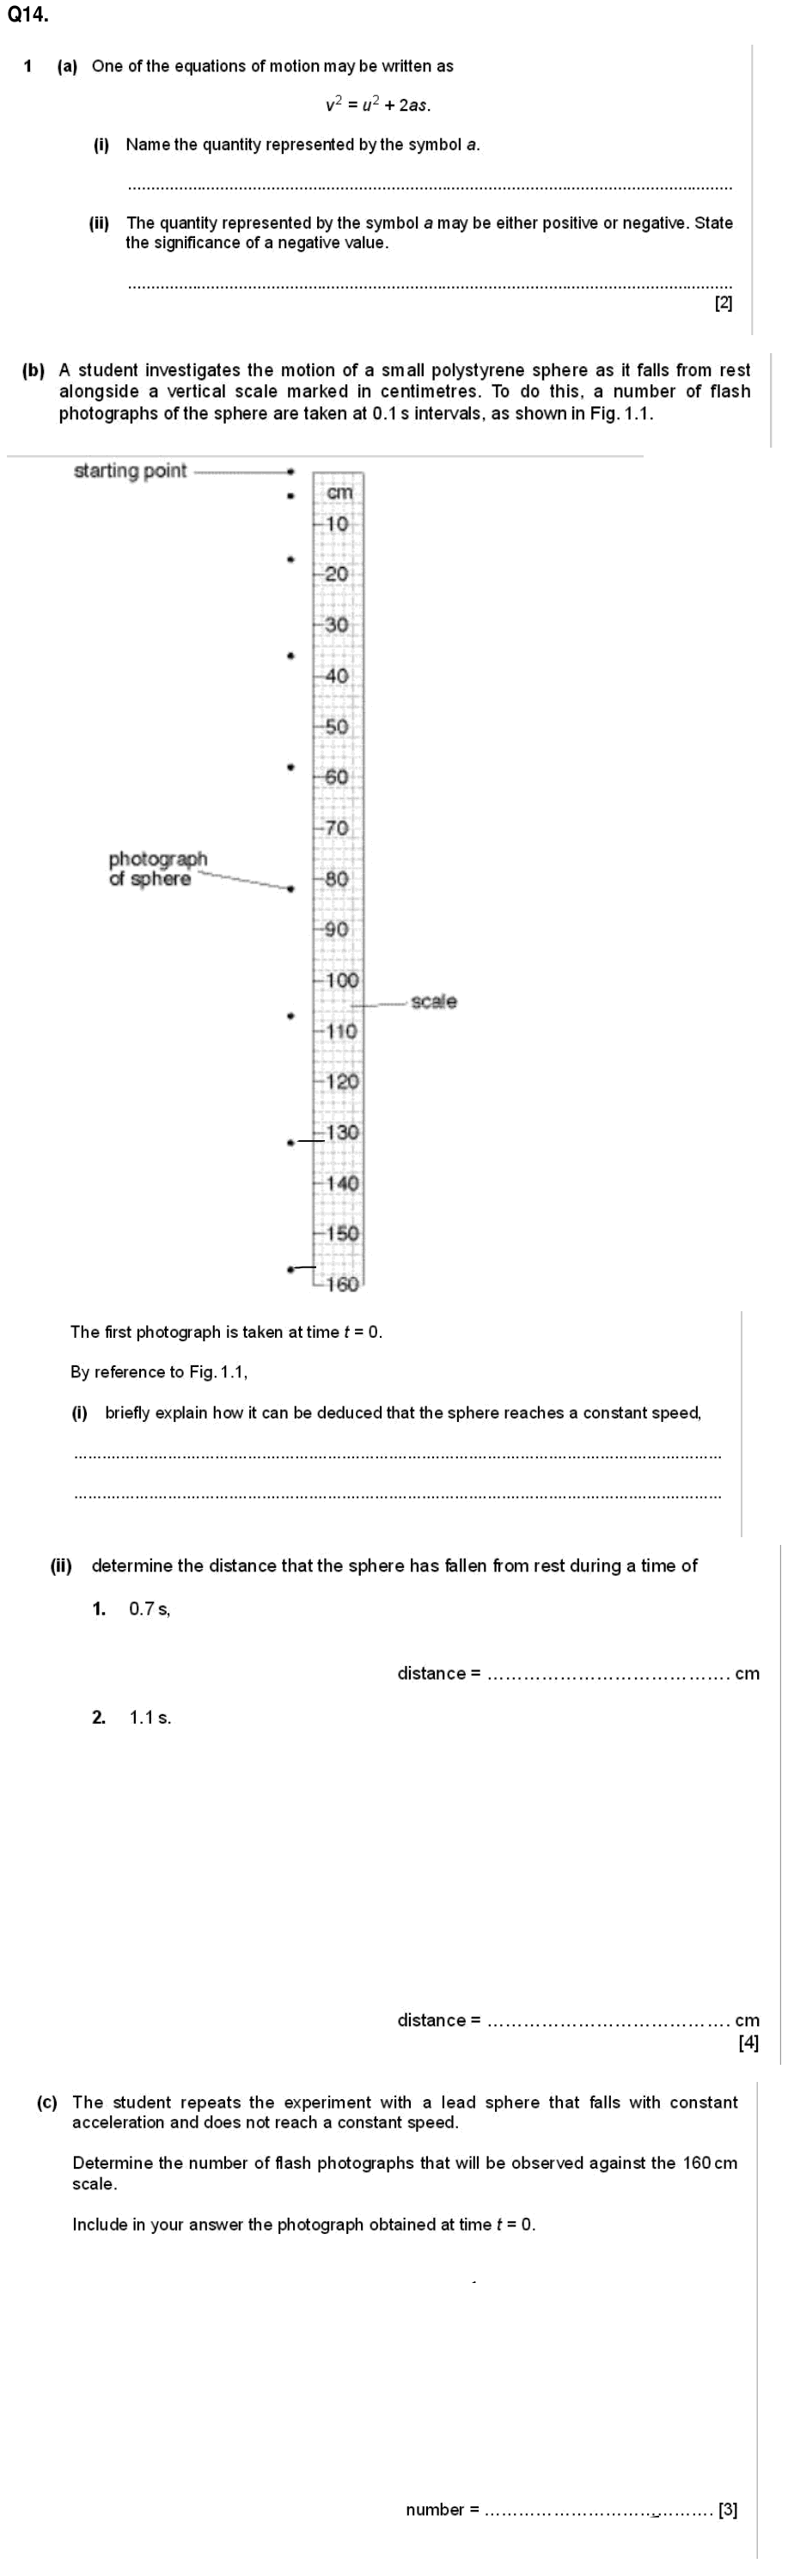 Q14.
1 (a) One of the equations of motion may be written as
v² = u² + 2as.
(i) Name the quantity represented by the symbol a.
(ii) The quantity represented by the symbol a may be either positive or negative. State
the significance of a negative value.
[2]
(b) A student investigates the motion of a small polystyrene sphere as it falls from rest
alongside a vertical scale marked in centimetres. To do this, a number of flash
photographs of the sphere are taken at 0.1 s intervals, as shown in Fig. 1.1.
starting point
cm
10
20
30
40
50
60
70
photograph
of sphere
80
90
100
scale
110
120
130
140
150
160
The first photograph is taken at time t = 0.
By reference to Fig. 1.1,
(i) briefly explain how it can be deduced that the sphere reaches a constant speed,
(ii) determine the distance that the sphere has fallen from rest during a time of
1. 0.7 s,
distance = ........................................ cm
2. 1.1 s.
distance = ........................................ cm
[4]
(c) The student repeats the experiment with a lead sphere that falls with constant
acceleration and does not reach a constant speed.
Determine the number of flash photographs that will be observed against the 160 cm
scale.
Include in your answer the photograph obtained at time t = 0.
number = ........................................ [3]